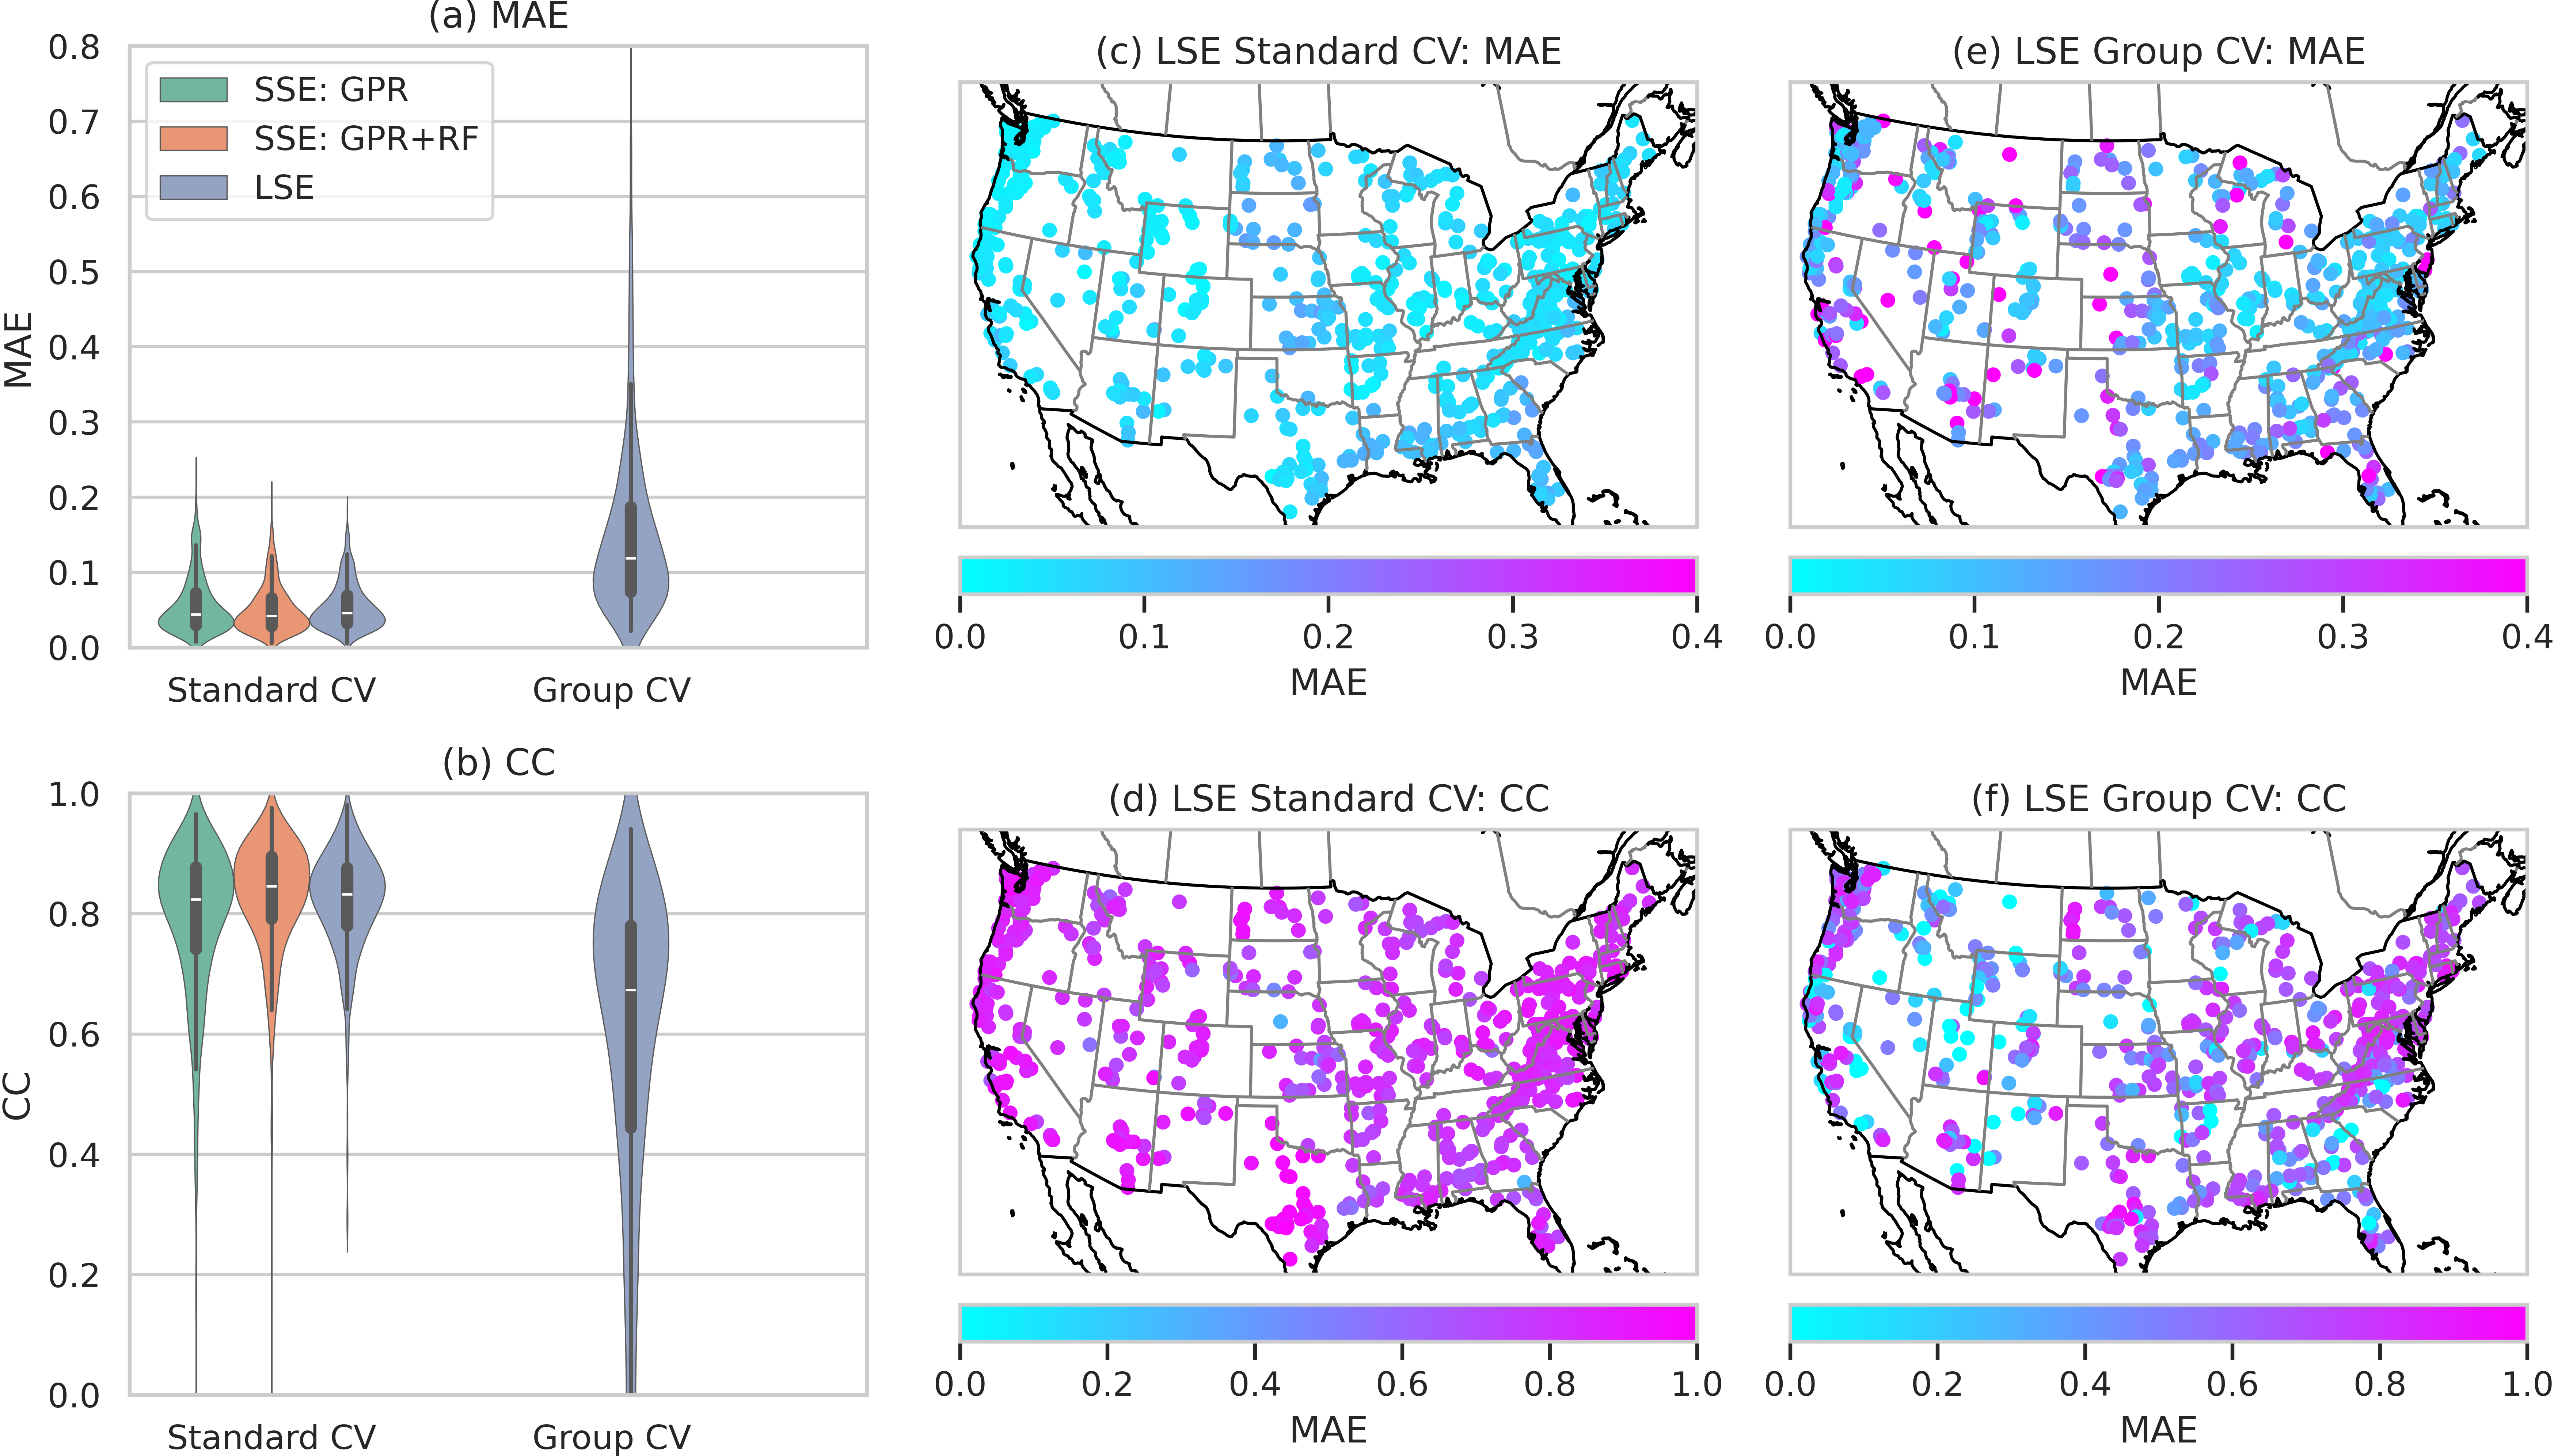 (a) MAE
0.8
0.7
0.6
0.5
0.4
0.3
0.2
0.1
0.0
MAE
SSE: GPR
SSE: GPR+RF
LSE
Standard CV
Group CV
(c) LSE Standard CV: MAE
0.0 0.1 0.2 0.3 0.4
MAE
(e) LSE Group CV: MAE
0.0 0.1 0.2 0.3 0.4
MAE
(b) CC
1.0
0.8
0.6
0.4
0.2
0.0
CC
Standard CV
Group CV
(d) LSE Standard CV: CC
0.0 0.2 0.4 0.6 0.8 1.0
MAE
(f) LSE Group CV: CC
0.0 0.2 0.4 0.6 0.8 1.0
MAE